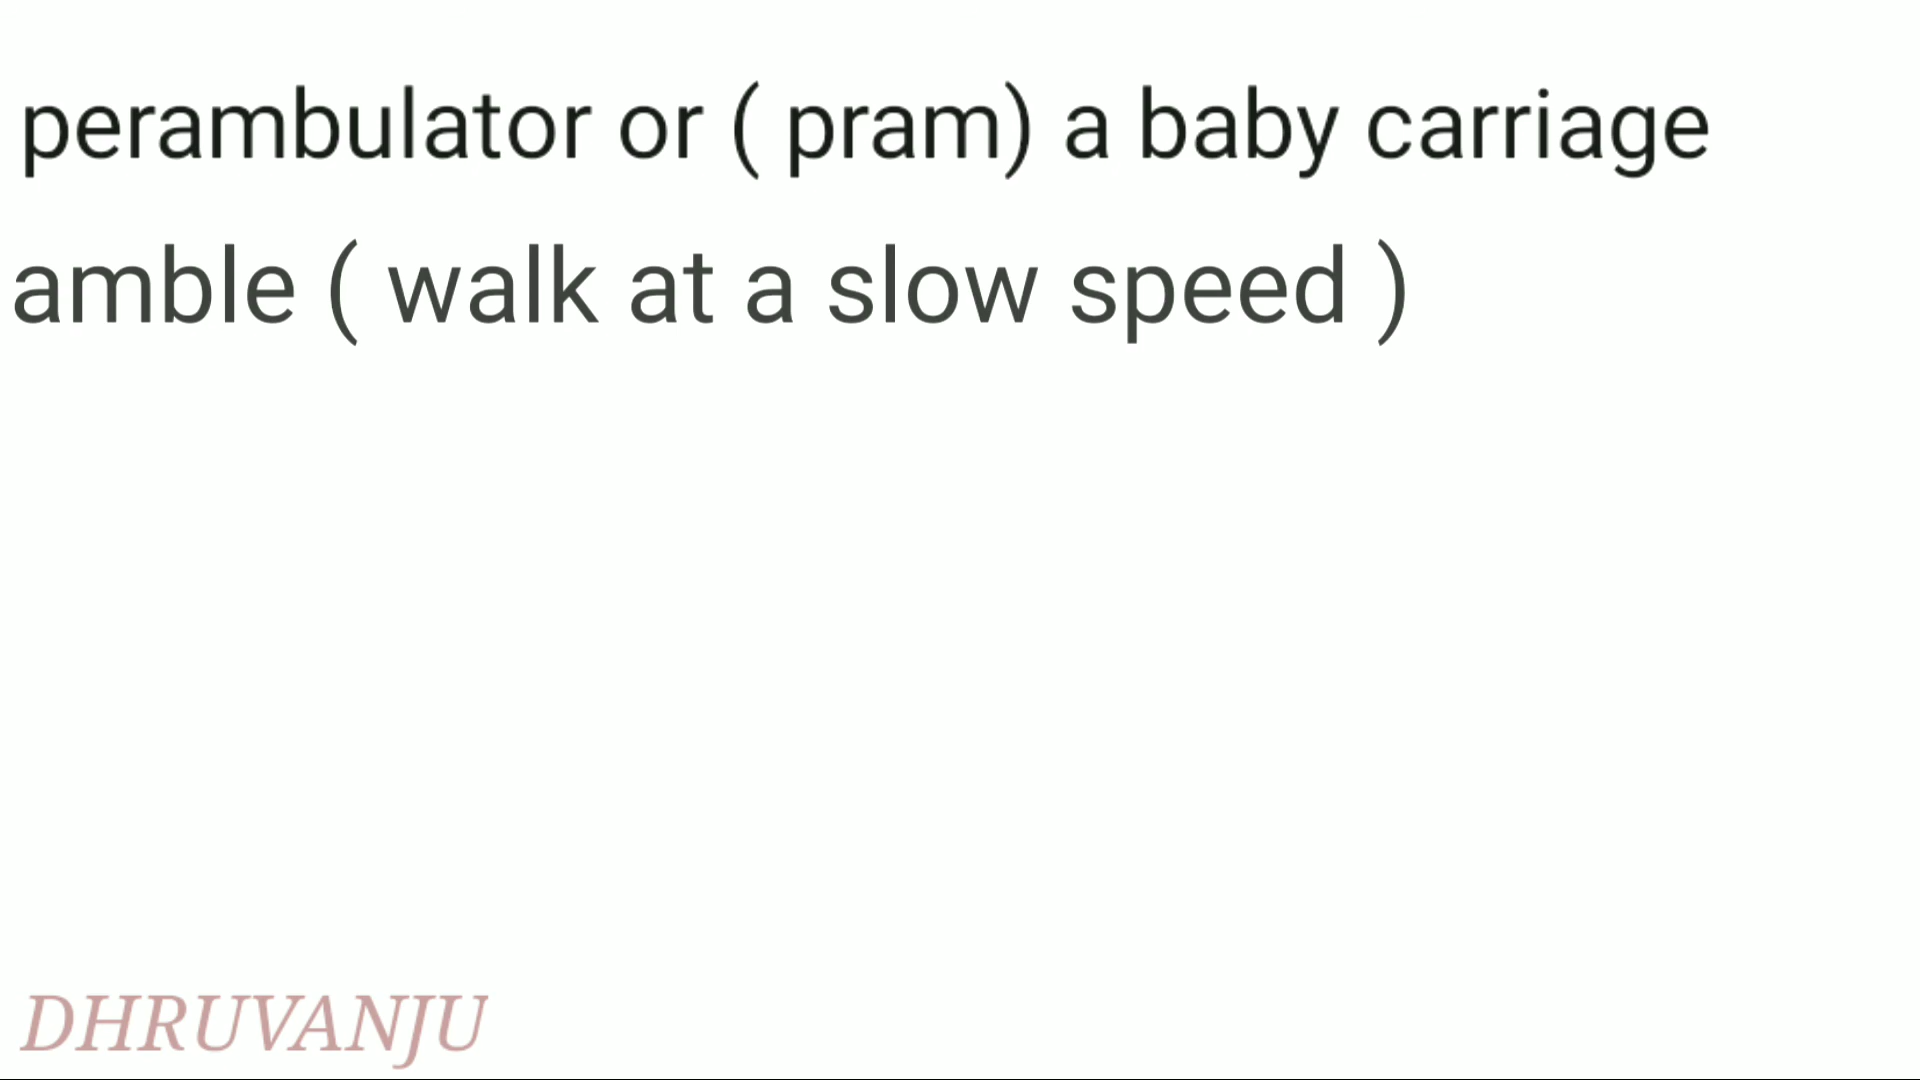 perambulator or ( pram) a baby carriage
amble ( walk at a slow speed )
DHRUVANJU